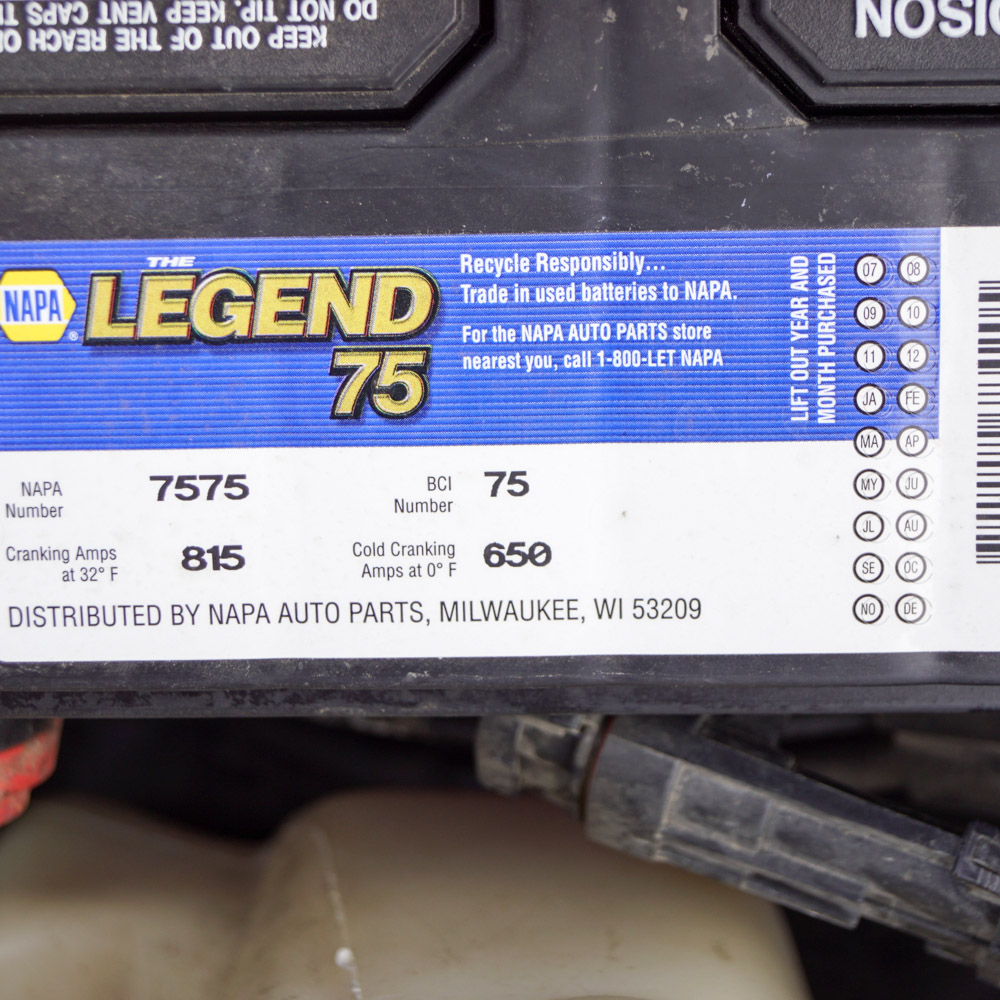 DO NOT TIP. KEEP VENT CAPS
KEEP OUT OF THE REACH
THE
LEGEND
75
NAPA
®
Recycle Responsibly...
Trade in used batteries to NAPA.
For the NAPA AUTO PARTS store
nearest you, call 1-800-LET NAPA
LIFT OUT YEAR AND
MONTH PURCHASED
07 08
09 10
11 12
JA FE
MA AP
MY JU
JL AU
SE OC
NO DE
NAPA Number 7575 BCI Number 75
Cranking Amps at 32° F 815 Cold Cranking Amps at 0° F 650
DISTRIBUTED BY NAPA AUTO PARTS, MILWAUKEE, WI 53209